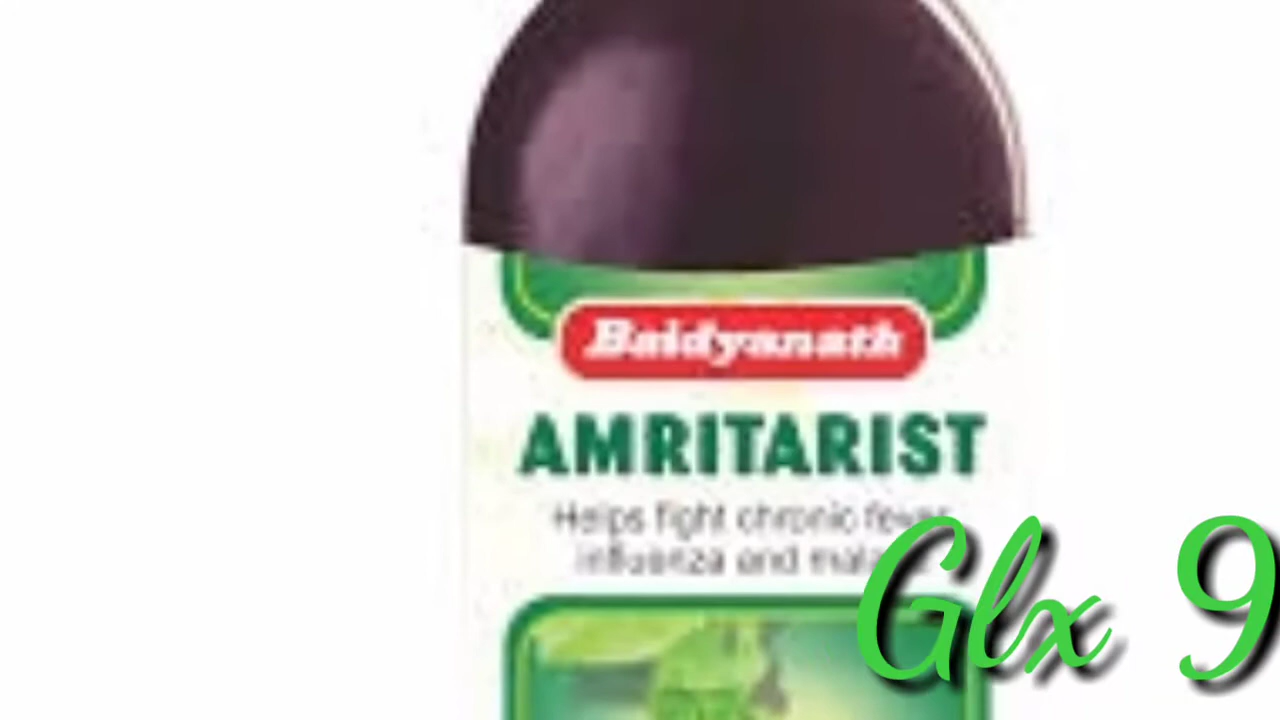 Baidyanath
AMRITARIST
Helps fight chronic fever
influenza and
Glx 9